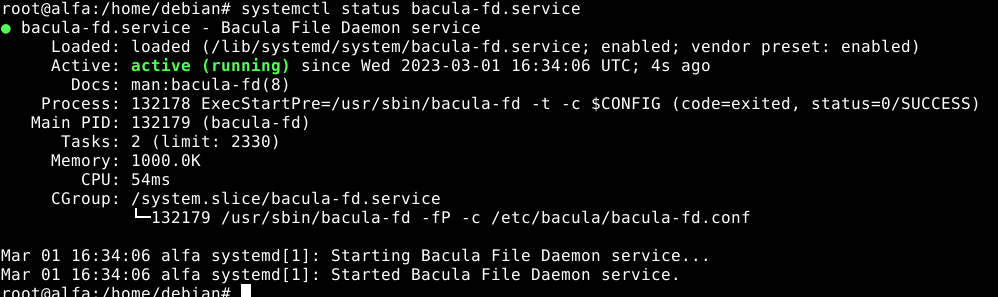 root@alfa:/home/debian# systemctl status bacula-fd.service
● bacula-fd.service - Bacula File Daemon service
     Loaded: loaded (/lib/systemd/system/bacula-fd.service; enabled; vendor preset: enabled)
     Active: active (running) since Wed 2023-03-01 16:34:06 UTC; 4s ago
       Docs: man:bacula-fd(8)
    Process: 132178 ExecStartPre=/usr/sbin/bacula-fd -t -c $CONFIG (code=exited, status=0/SUCCESS)
   Main PID: 132179 (bacula-fd)
      Tasks: 2 (limit: 2330)
     Memory: 1000.0K
        CPU: 54ms
     CGroup: /system.slice/bacula-fd.service
             └─132179 /usr/sbin/bacula-fd -fP -c /etc/bacula/bacula-fd.conf

Mar 01 16:34:06 alfa systemd[1]: Starting Bacula File Daemon service...
Mar 01 16:34:06 alfa systemd[1]: Started Bacula File Daemon service.
root@alfa:/home/debian#